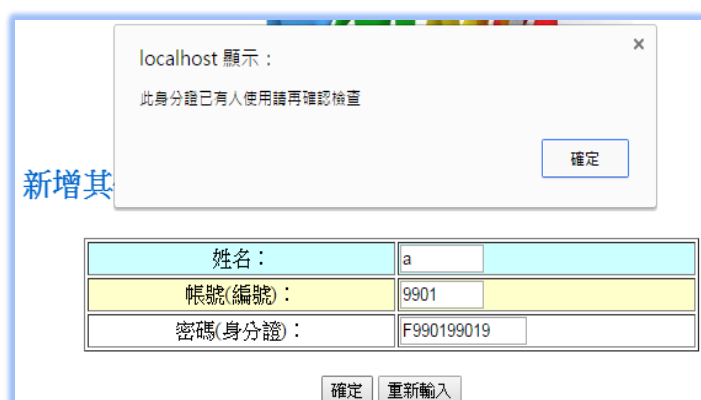 localhost 顯示：
×
此身分證已有人使用請再確認檢查
確定
新增其
姓名：
a
帳號(編號)：
9901
密碼(身分證)：
F990199019
確定 重新輸入